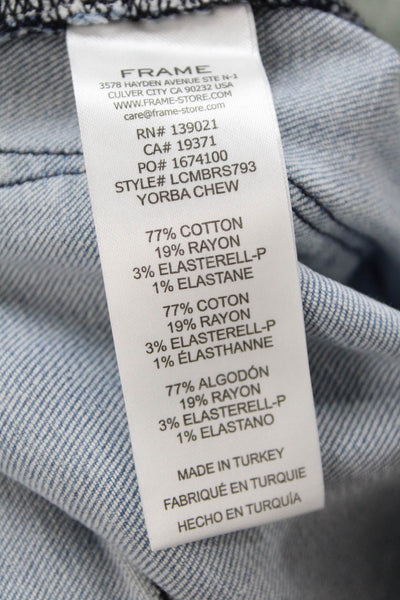 FRAME
3578 HAYDEN AVENUE STE N-1
CULVER CITY CA 90232 USA
WWW.FRAME-STORE.COM
care@frame-store.com
RN# 139021
CA# 19371
PO# 1674100
STYLE# LCMBRS793
YORBA CHEW
77% COTTON
19% RAYON
3% ELASTERELL-P
1% ELASTANE
77% COTON
19% RAYON
3% ELASTERELL-P
1% ÉLASTHANNE
77% ALGODÓN
19% RAYON
3% ELASTERELL-P
1% ELASTANO
MADE IN TURKEY
FABRIQUÉ EN TURQUIE
HECHO EN TURQUÍA